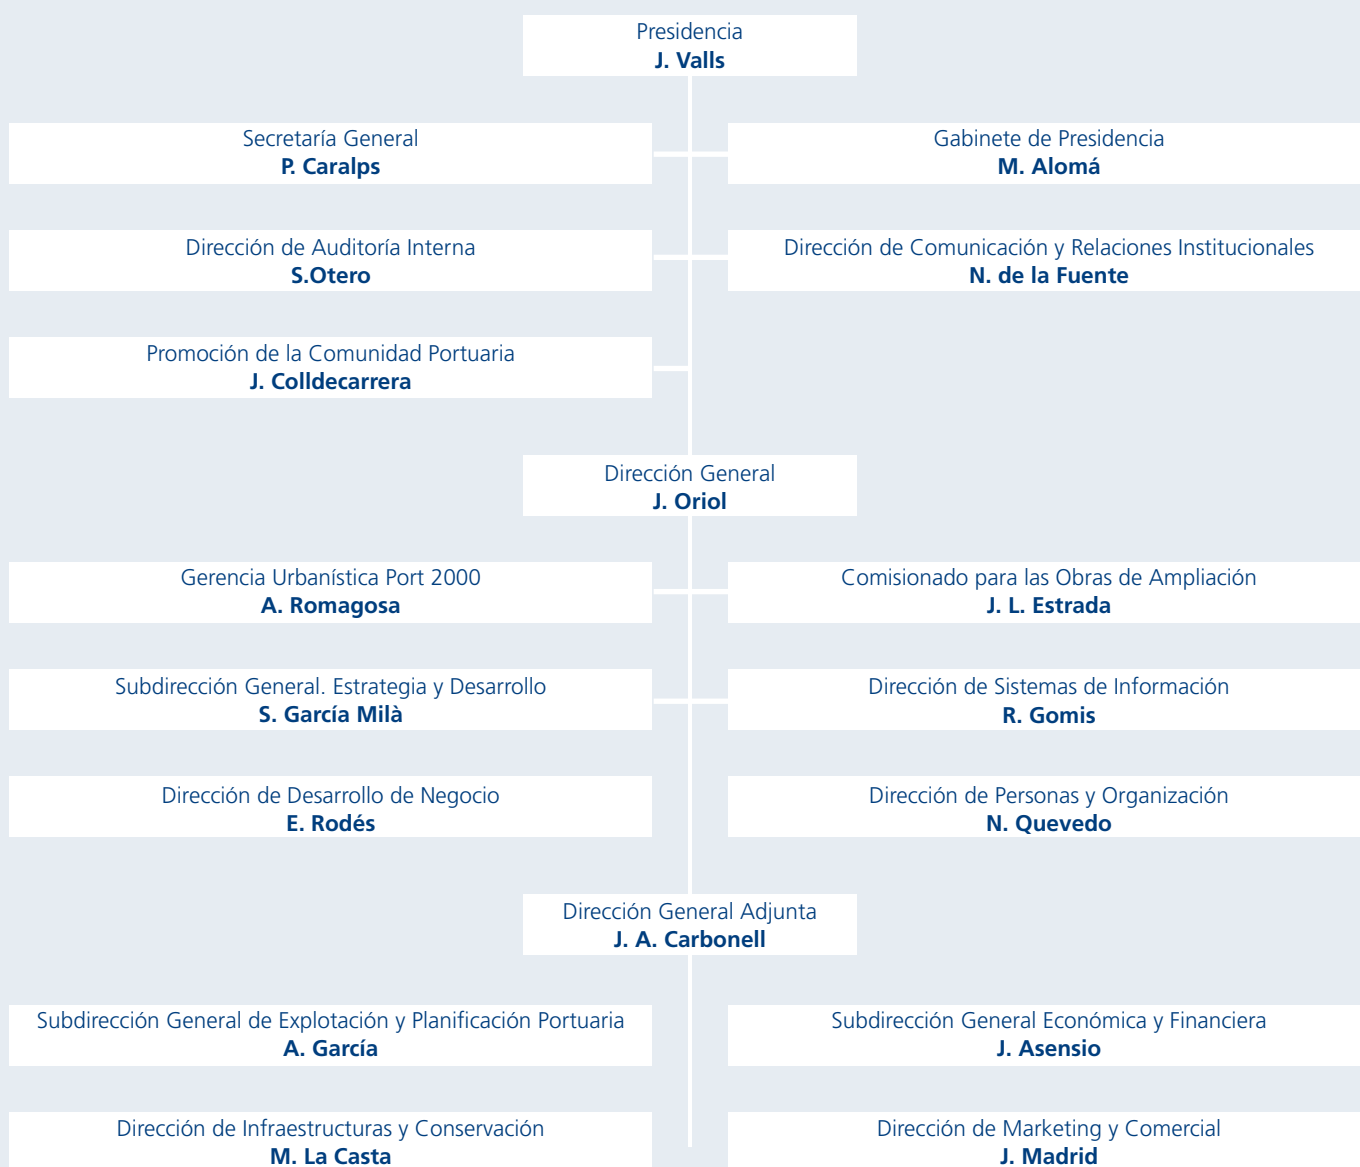 Presidencia
J. Valls
Secretaría General
P. Caralps
Gabinete de Presidencia
M. Alomá
Dirección de Auditoría Interna
S.Otero
Dirección de Comunicación y Relaciones Institucionales
N. de la Fuente
Promoción de la Comunidad Portuaria
J. Colldecarrera
Dirección General
J. Oriol
Gerencia Urbanística Port 2000
A. Romagosa
Comisionado para las Obras de Ampliación
J. L. Estrada
Subdirección General. Estrategia y Desarrollo
S. García Milà
Dirección de Sistemas de Información
R. Gomis
Dirección de Desarrollo de Negocio
E. Rodés
Dirección de Personas y Organización
N. Quevedo
Dirección General Adjunta
J. A. Carbonell
Subdirección General de Explotación y Planificación Portuaria
A. García
Subdirección General Económica y Financiera
J. Asensio
Dirección de Infraestructuras y Conservación
M. La Casta
Dirección de Marketing y Comercial
J. Madrid